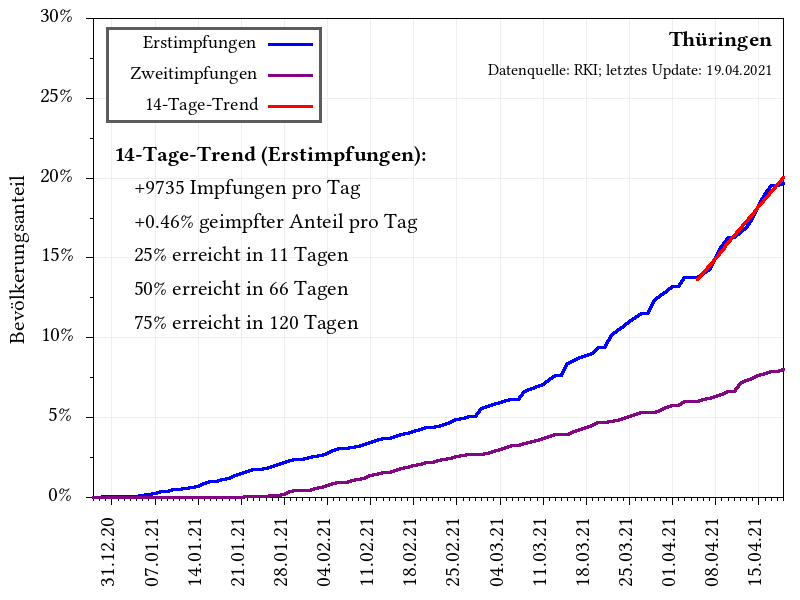 30%
25%
20%
15%
10%
5%
0%
Bevölkerungsanteil
Erstimpfungen
Zweitimpfungen
14-Tage-Trend
Thüringen
Datenquelle: RKI; letztes Update: 19.04.2021
14-Tage-Trend (Erstimpfungen):
+9735 Impfungen pro Tag
+0.46% geimpfter Anteil pro Tag
25% erreicht in 11 Tagen
50% erreicht in 66 Tagen
75% erreicht in 120 Tagen
31.12.20
07.01.21
14.01.21
21.01.21
28.01.21
04.02.21
11.02.21
18.02.21
25.02.21
04.03.21
11.03.21
18.03.21
25.03.21
01.04.21
08.04.21
15.04.21